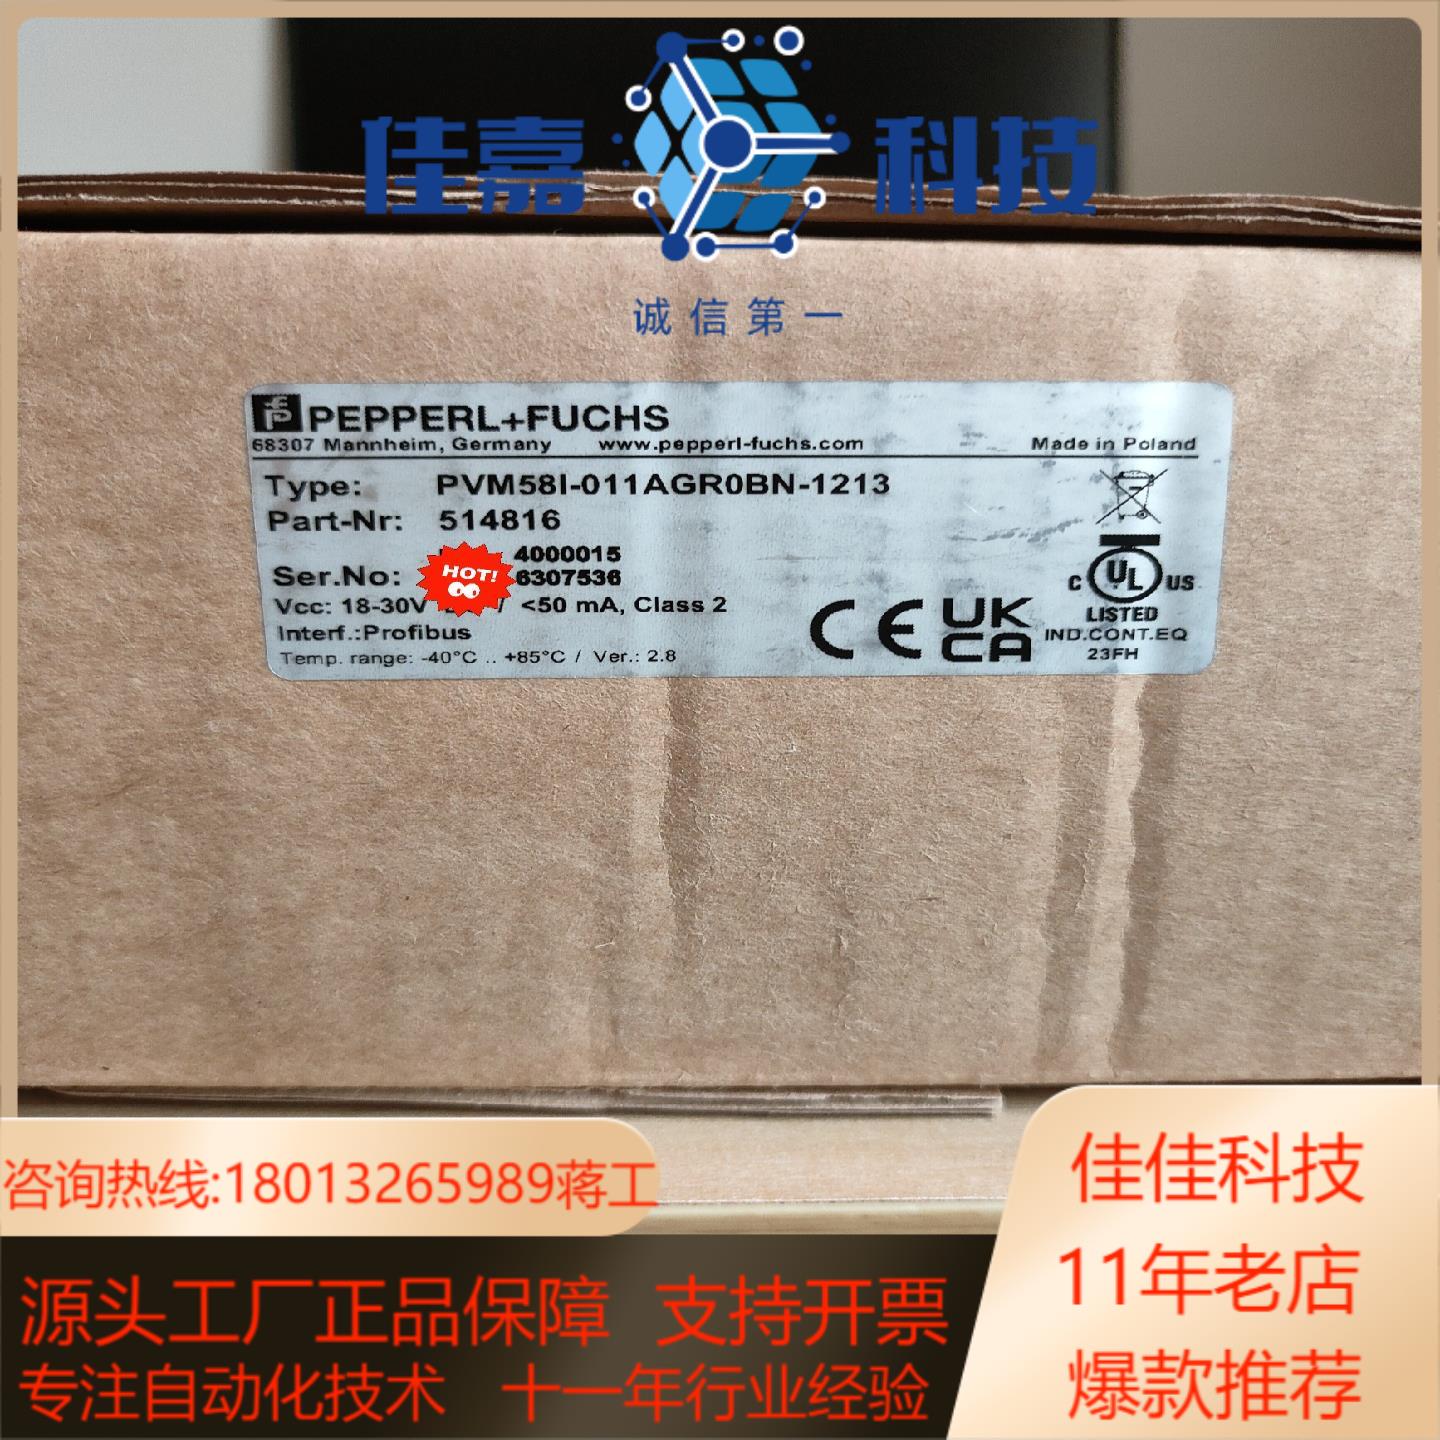 佳嘉 科技
诚信第一
PEPPERL+FUCHS
68307 Mannheim, Germany www.pepperl-fuchs.com Made in Poland
Type: PVM58I-011AGR0BN-1213
Part-Nr: 514816
4000015
Ser.No: 6307536
HOT!
Vcc: 18-30V / <50 mA, Class 2
Interf.:Profibus
Temp. range: -40°C .. +85°C / Ver.: 2.8
CE UK CA
C UL US
LISTED
IND.CONT.EQ
23FH
咨询热线:18013265989蒋工
源头工厂正品保障 支持开票
专注自动化技术 十一年行业经验
佳佳科技
11年老店
爆款推荐